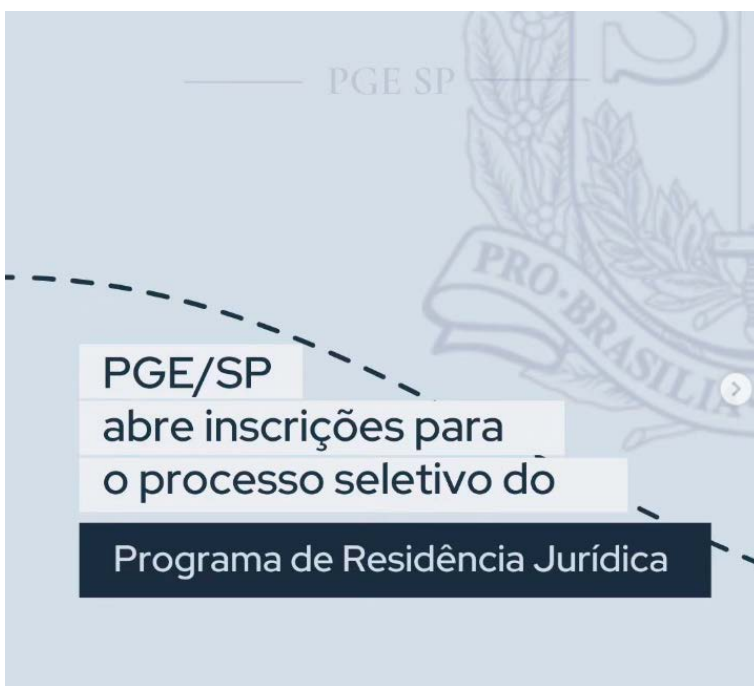 PGE SP
PRO·BRASILIA
PGE/SP
abre inscrições para
o processo seletivo do
Programa de Residência Jurídica